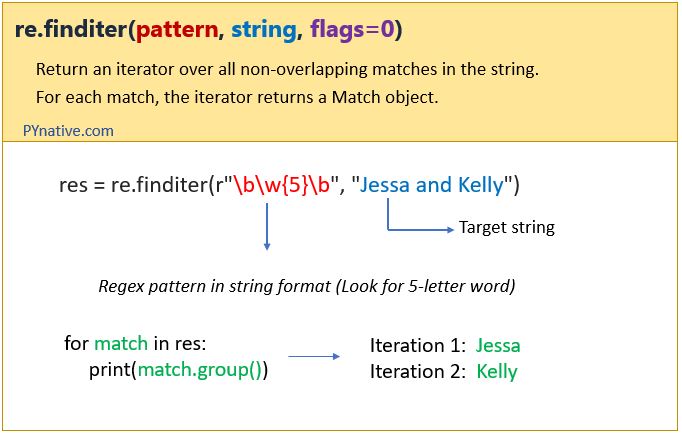 re.finditer(pattern, string, flags=0)
Return an iterator over all non-overlapping matches in the string.
For each match, the iterator returns a Match object.
PYnative.com
res = re.finditer(r"\b\w{5}\b", "Jessa and Kelly")
Target string
Regex pattern in string format (Look for 5-letter word)
for match in res:
print(match.group())
Iteration 1: Jessa
Iteration 2: Kelly